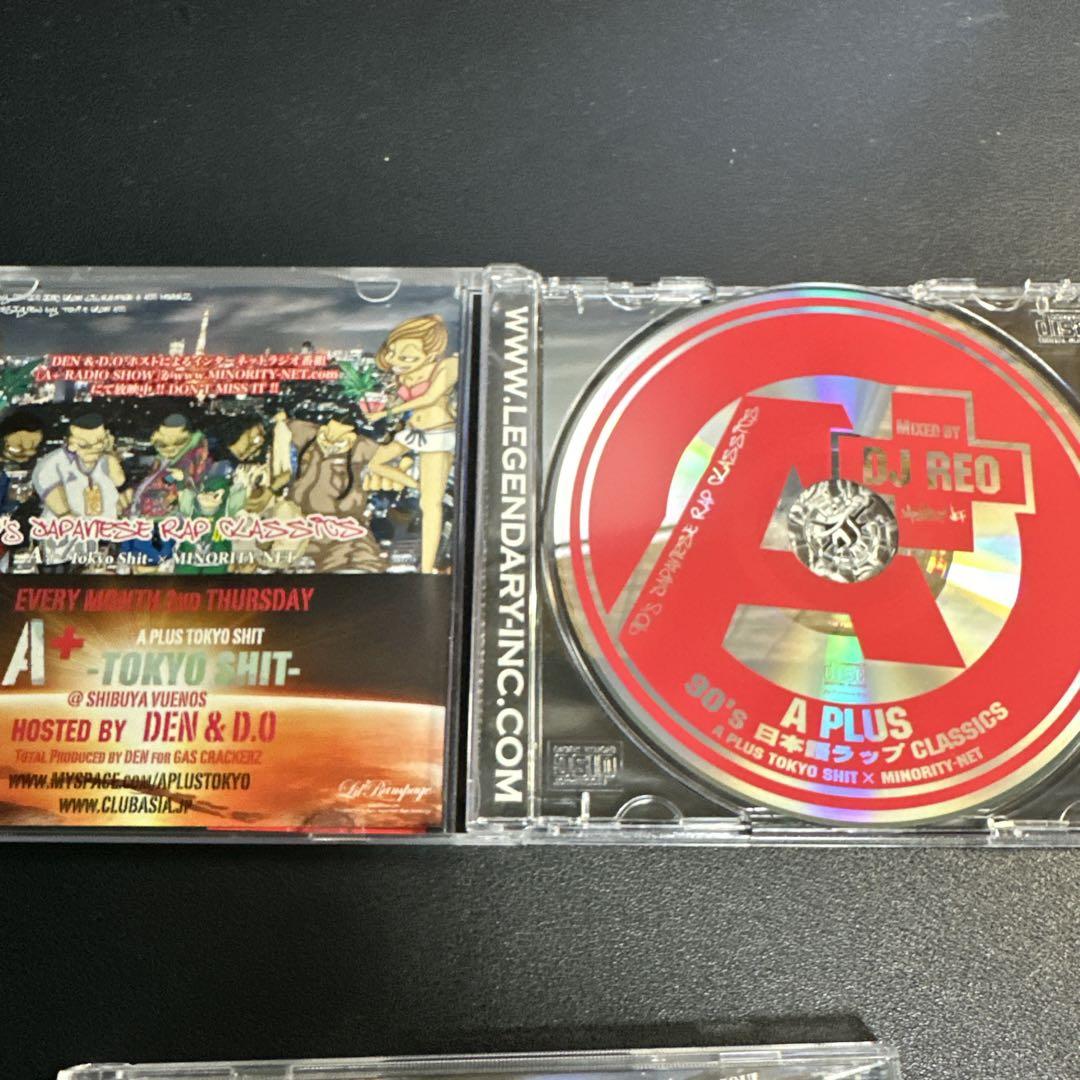 DEN & D.O ホストによるインターネットラジオ番組
「A+ RADIO SHOW」がwww.MINORITY-NET.com
にて放映中!! DON'T MISS IT !!
's JAPANESE RAP CLASSICS
A+ -Tokyo Shit- × MINORITY-NET
EVERY MONTH 2ND THURSDAY
A+
A PLUS TOKYO SHIT
-TOKYO SHIT-
@ SHIBUYA VUENOS
HOSTED BY DEN & D.O
TOTAL PRODUCED BY DEN FOR GAS CRACKERZ
WWW.MYSPACE.COM/APLUSTOKYO
WWW.CLUBASIA.JP
Lil' Rampage
WWW.LEGENDARY-INC.COM
MIXED BY
DJ REO
90'S JAPANESE RAP CLASSICS
A
disc
DIGITAL AUDIO
A PLUS
90's 日本語ラップ CLASSICS
A PLUS TOKYO SHIT × MINORITY-NET